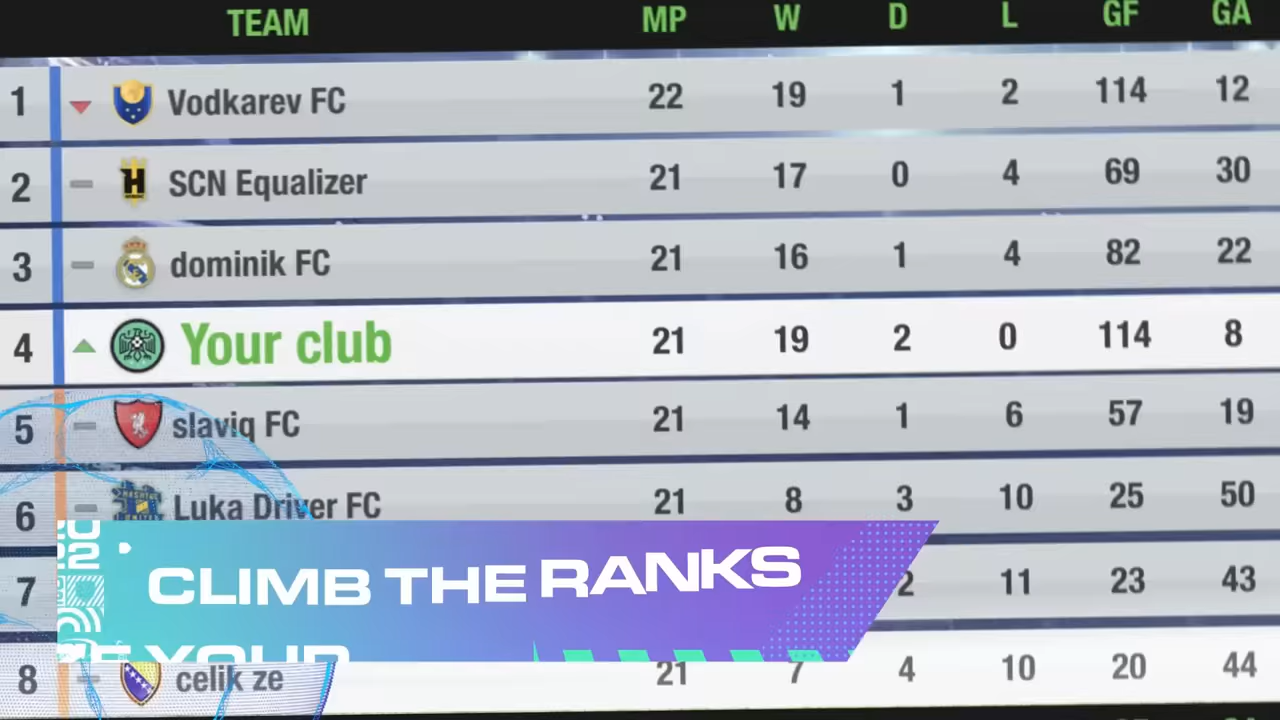 TEAM MP W D L GF GA
1 Vodkarev FC 22 19 1 2 114 12
2 SCN Equalizer 21 17 0 4 69 30
3 dominik FC 21 16 1 4 82 22
4 Your club 21 19 2 0 114 8
5 slaviq FC 21 14 1 6 57 19
6 Luka Driver FC 21 8 3 10 25 50
CLIMB THE RANKS
7 2 11 23 43
YOUR
8 celik ze 21 7 4 10 20 44